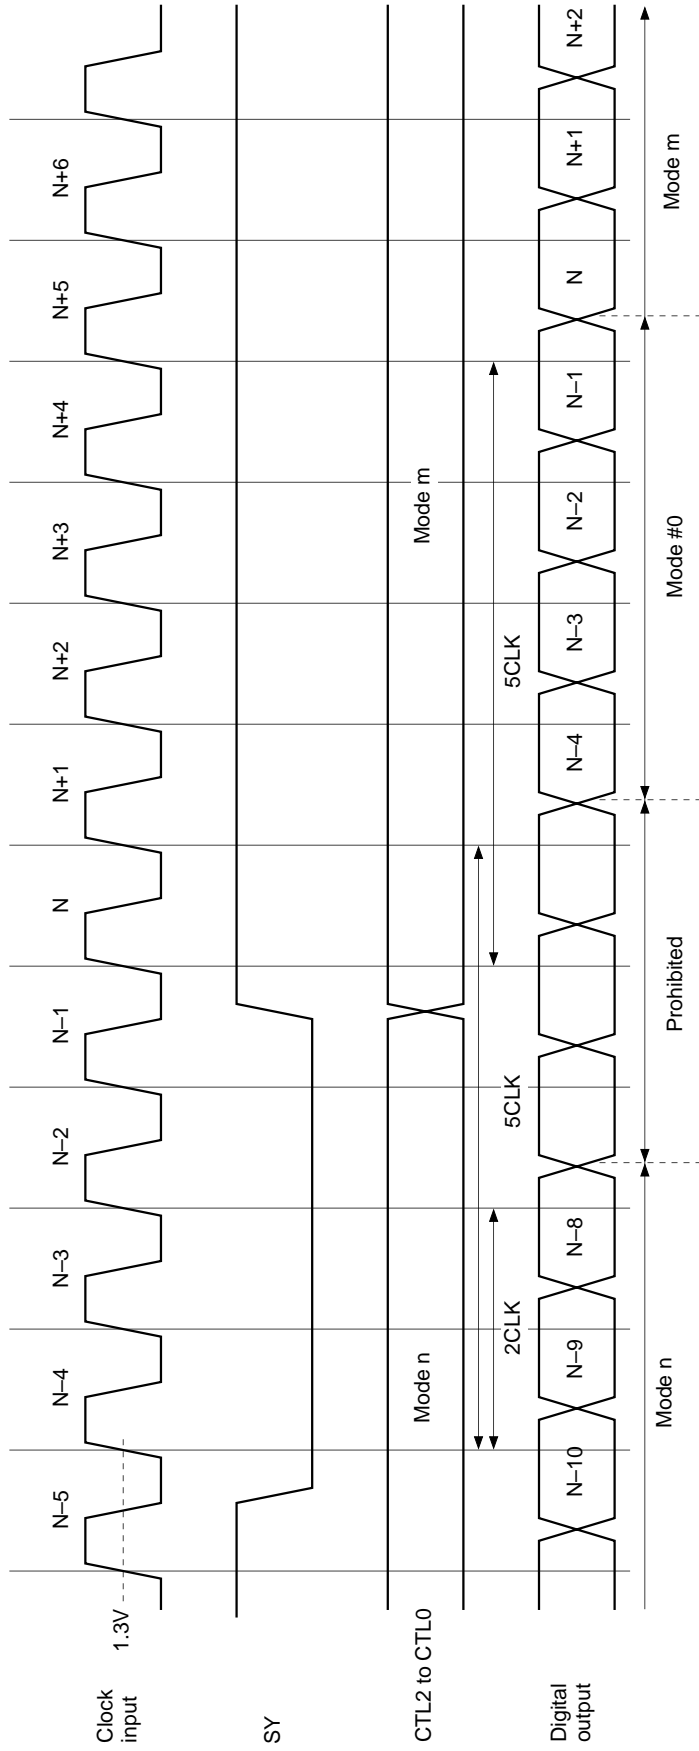 Clock
input
1.3V
N–5
N–4
N–3
N–2
N–1
N
N+1
N+2
N+3
N+4
N+5
N+6
SY
CTL2 to CTL0
Mode n
Mode m
2CLK
5CLK
5CLK
Digital
output
N–10
N–9
N–8
N–4
N–3
N–2
N–1
N
N+1
N+2
Mode n
Prohibited
Mode #0
Mode m